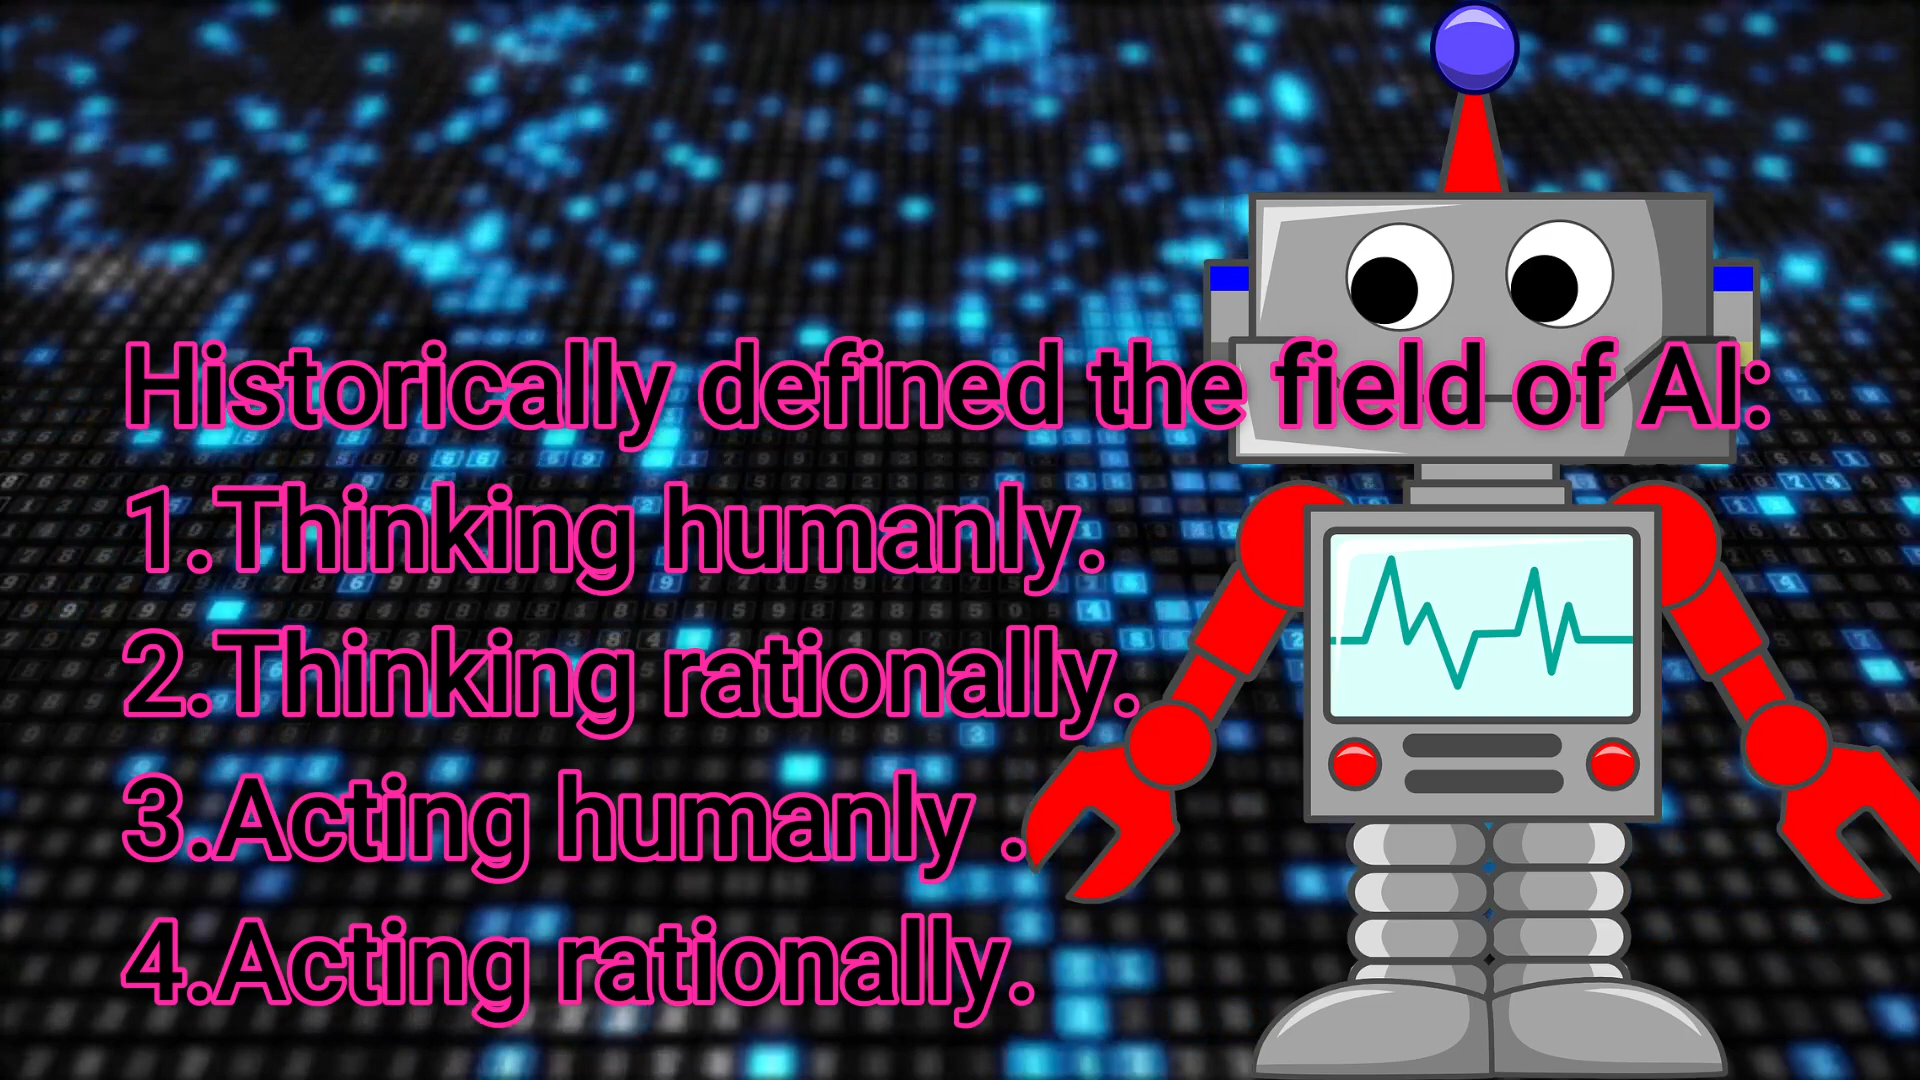 Historically defined the field of AI:
1.Thinking humanly.
2.Thinking rationally.
3.Acting humanly .
4.Acting rationally.